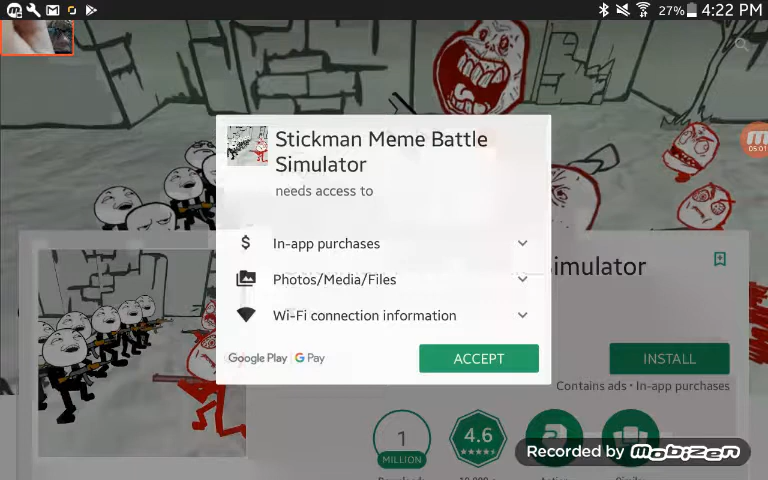 27% 4:22 PM
05:01
Stickman Meme Battle
Simulator
needs access to
In-app purchases
Photos/Media/Files
Wi-Fi connection information
Google Play | G Pay
ACCEPT
Simulator
INSTALL
Contains ads • In-app purchases
1
MILLION
4.6
Recorded by MOBIZEN